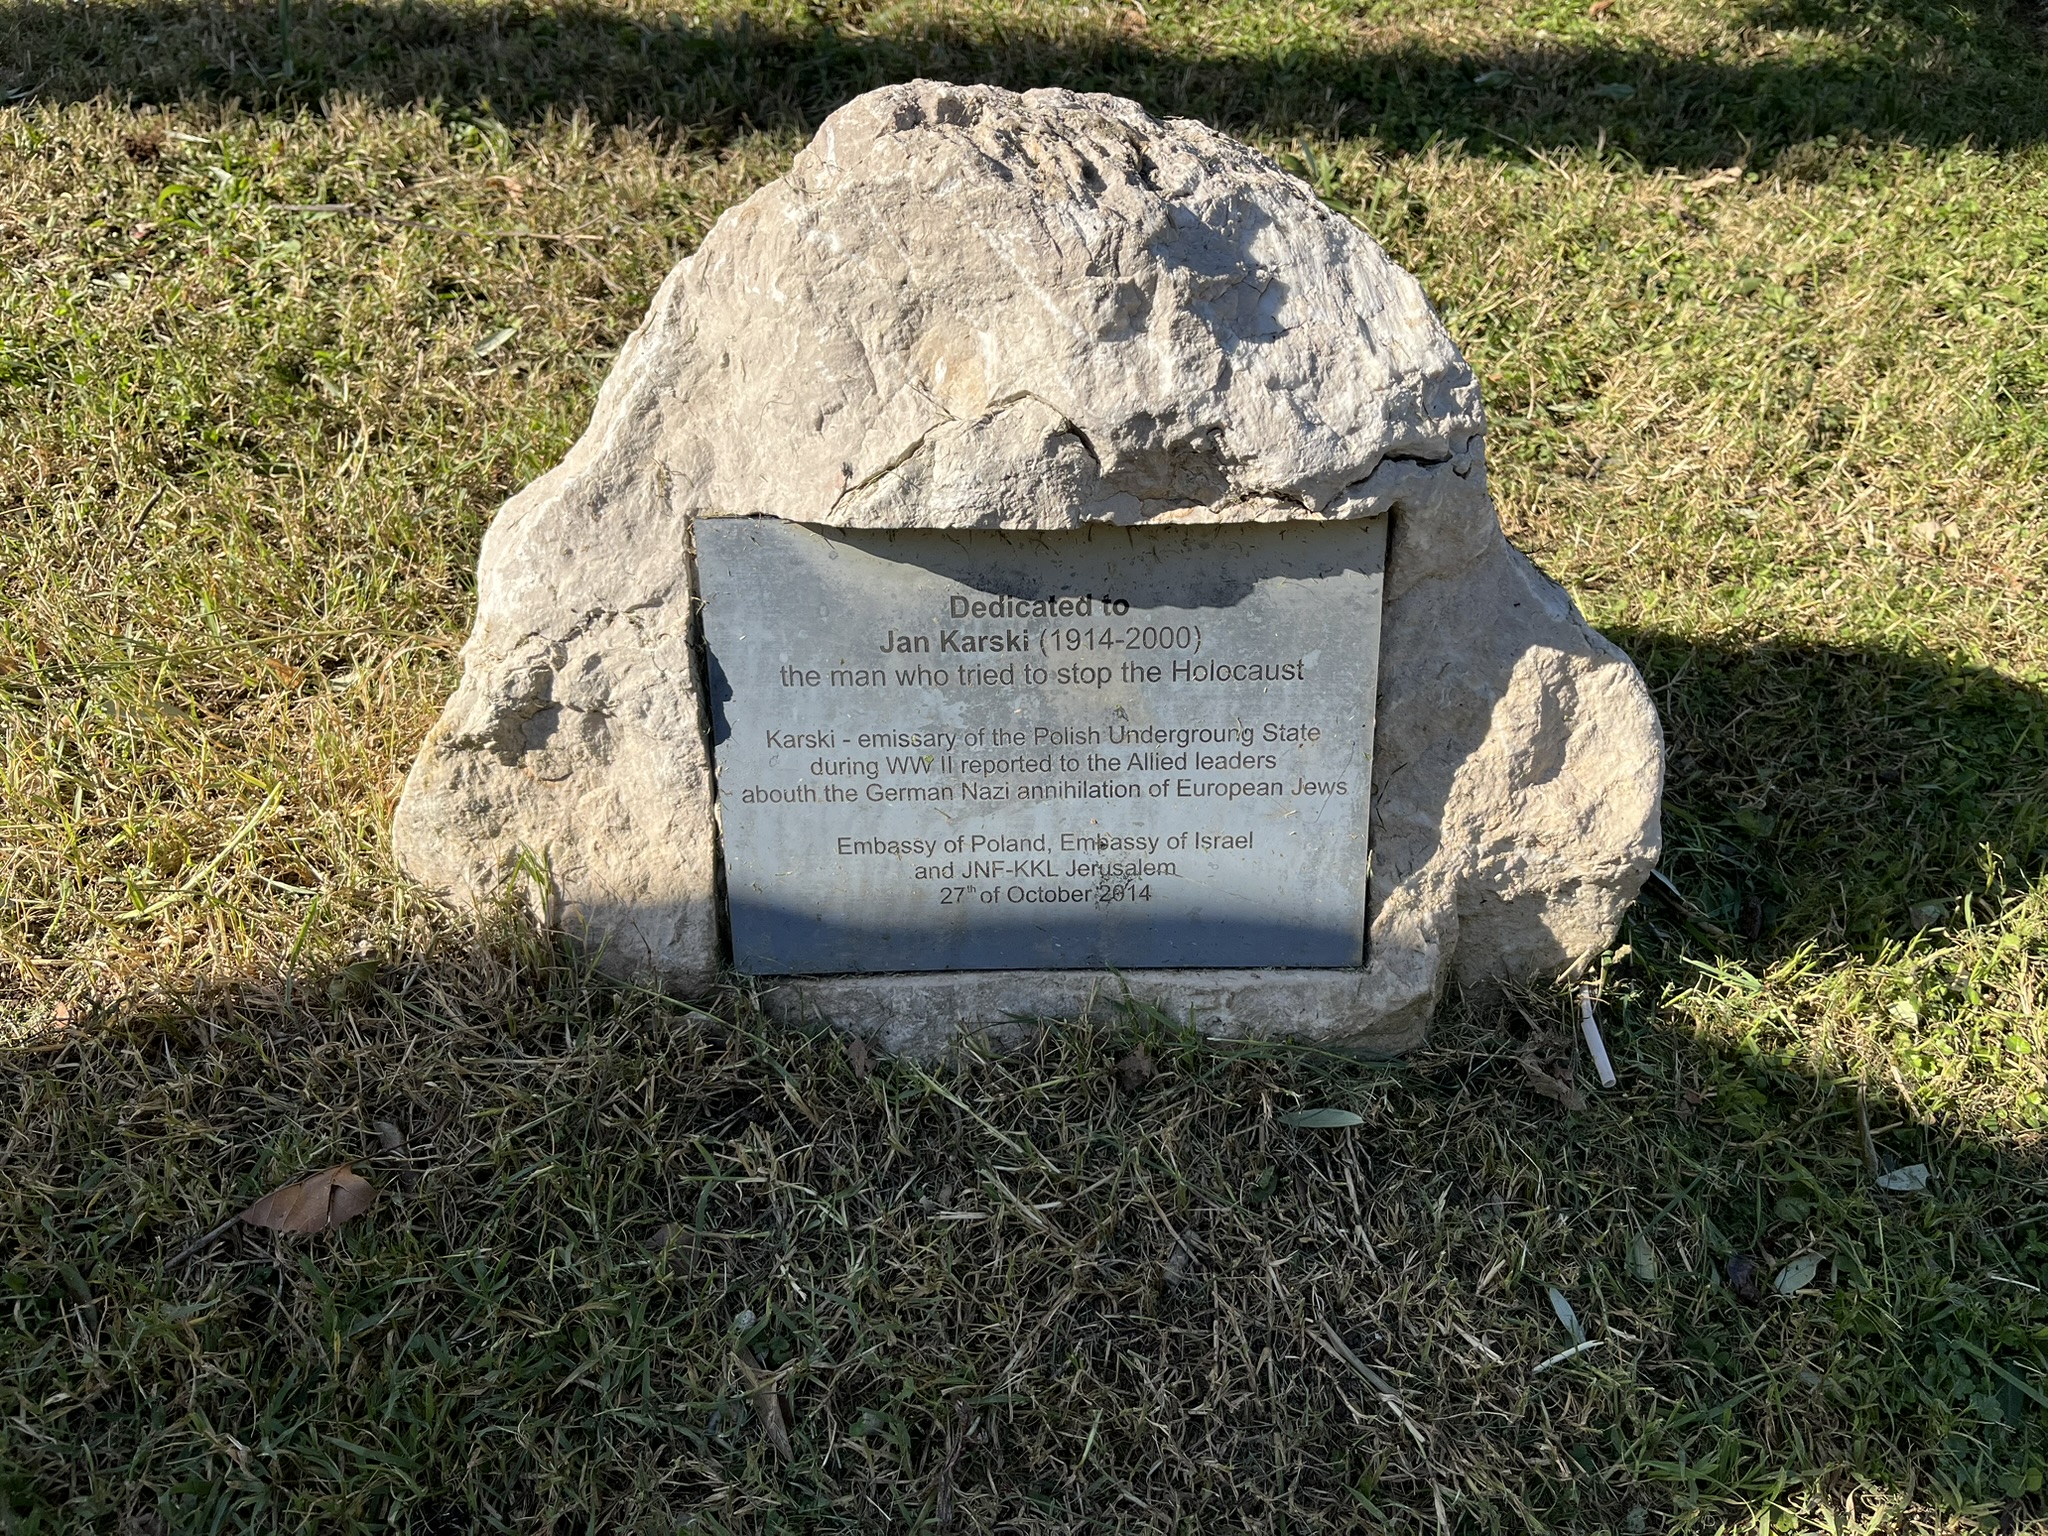 Dedicated to
Jan Karski (1914-2000)
the man who tried to stop the Holocaust
Karski - emissary of the Polish Undergroung State
during WW II reported to the Allied leaders
abouth the German Nazi annihilation of European Jews
Embassy of Poland, Embassy of Israel
and JNF-KKL Jerusalem
27th of October 2014